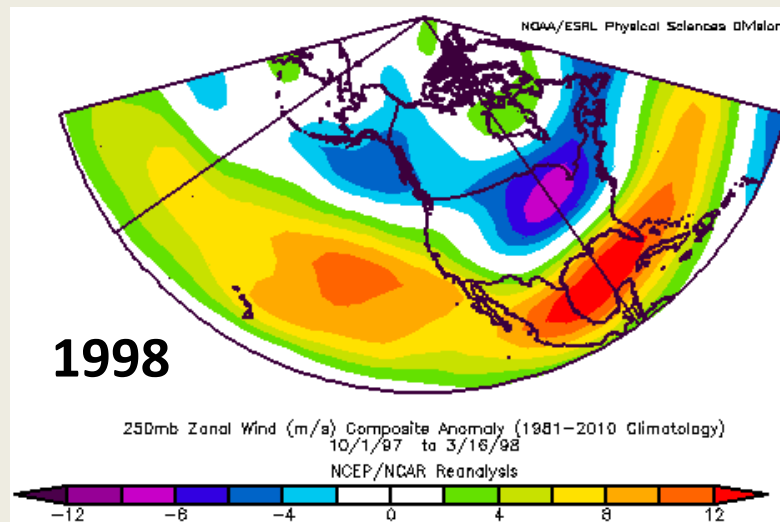 NOAA/ESRL Physical Sciences Division
1998
250mb Zonal Wind (m/s) Composite Anomaly (1981-2010 Climatology)
10/1/97 to 3/16/98
NCEP/NCAR Reanalysis
-12 -8 -4 0 4 8 12